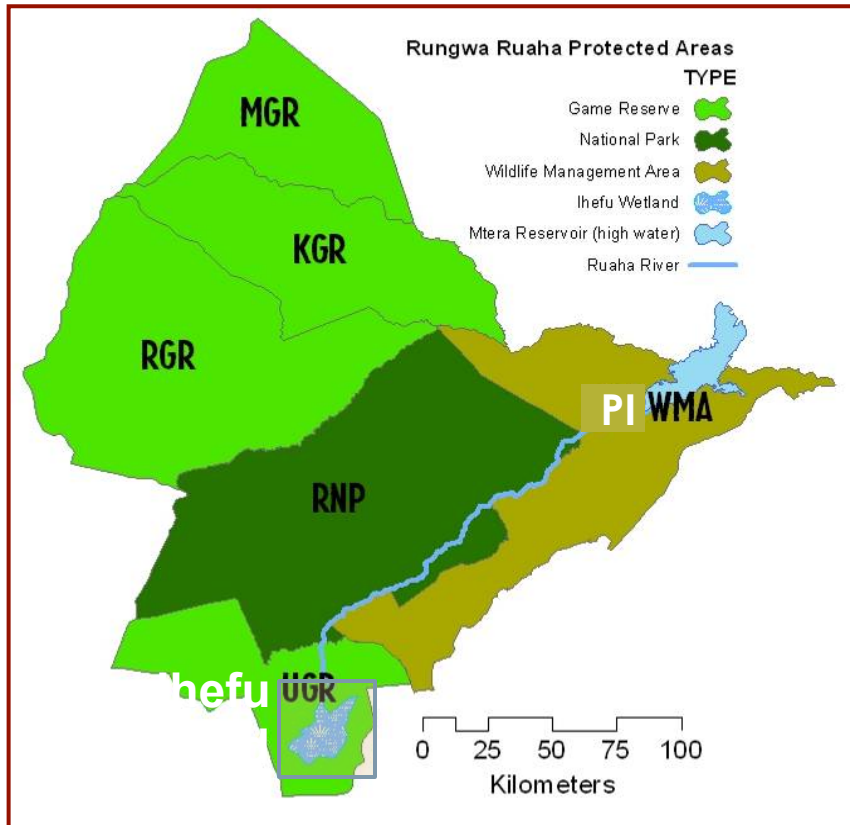 Rungwa Ruaha Protected Areas
TYPE
Game Reserve
National Park
Wildlife Management Area
Ihefu Wetland
Mtera Reservoir (high water)
Ruaha River
MGR
KGR
RGR
PI WMA
RNP
hefu
UGR
0 25 50 75 100
Kilometers